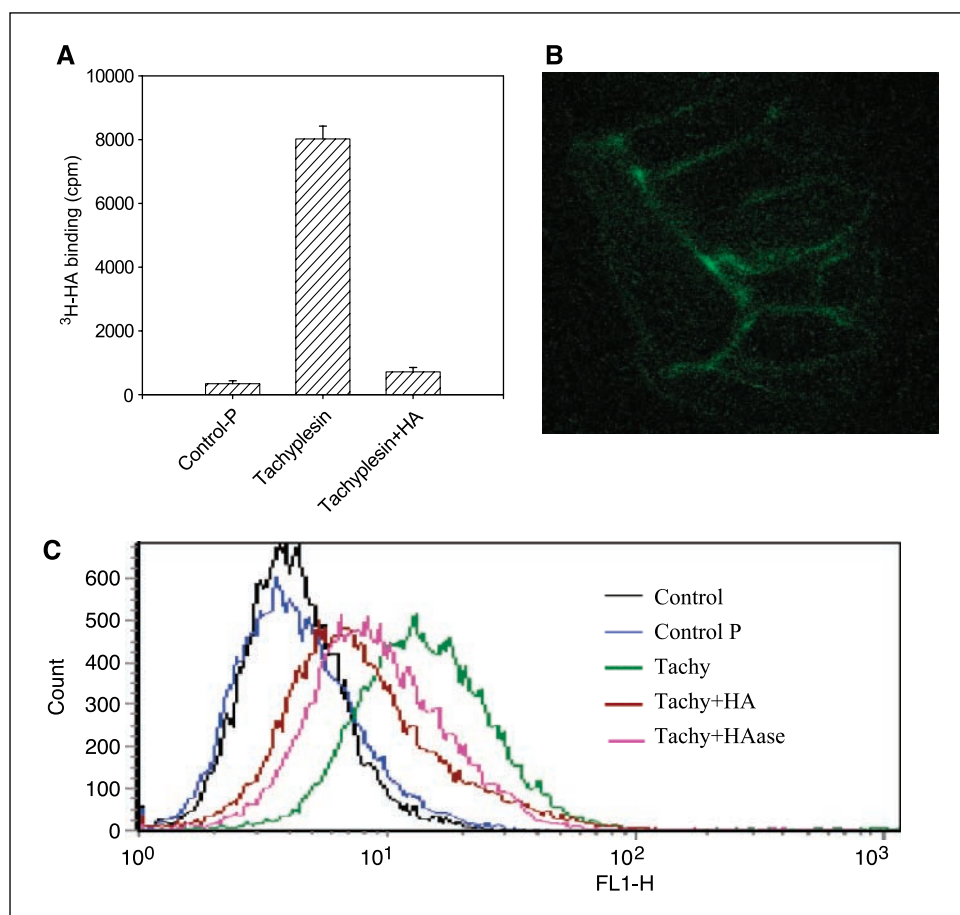 A
B
10000
8000
6000
4000
2000
0
³H-HA binding (cpm)
Control-P
Tachyplesin
Tachyplesin+HA
C
600
500
400
300
200
100
0
Count
Control
Control P
Tachy
Tachy+HA
Tachy+HAase
10⁰
10¹
10²
10³
FL1-H